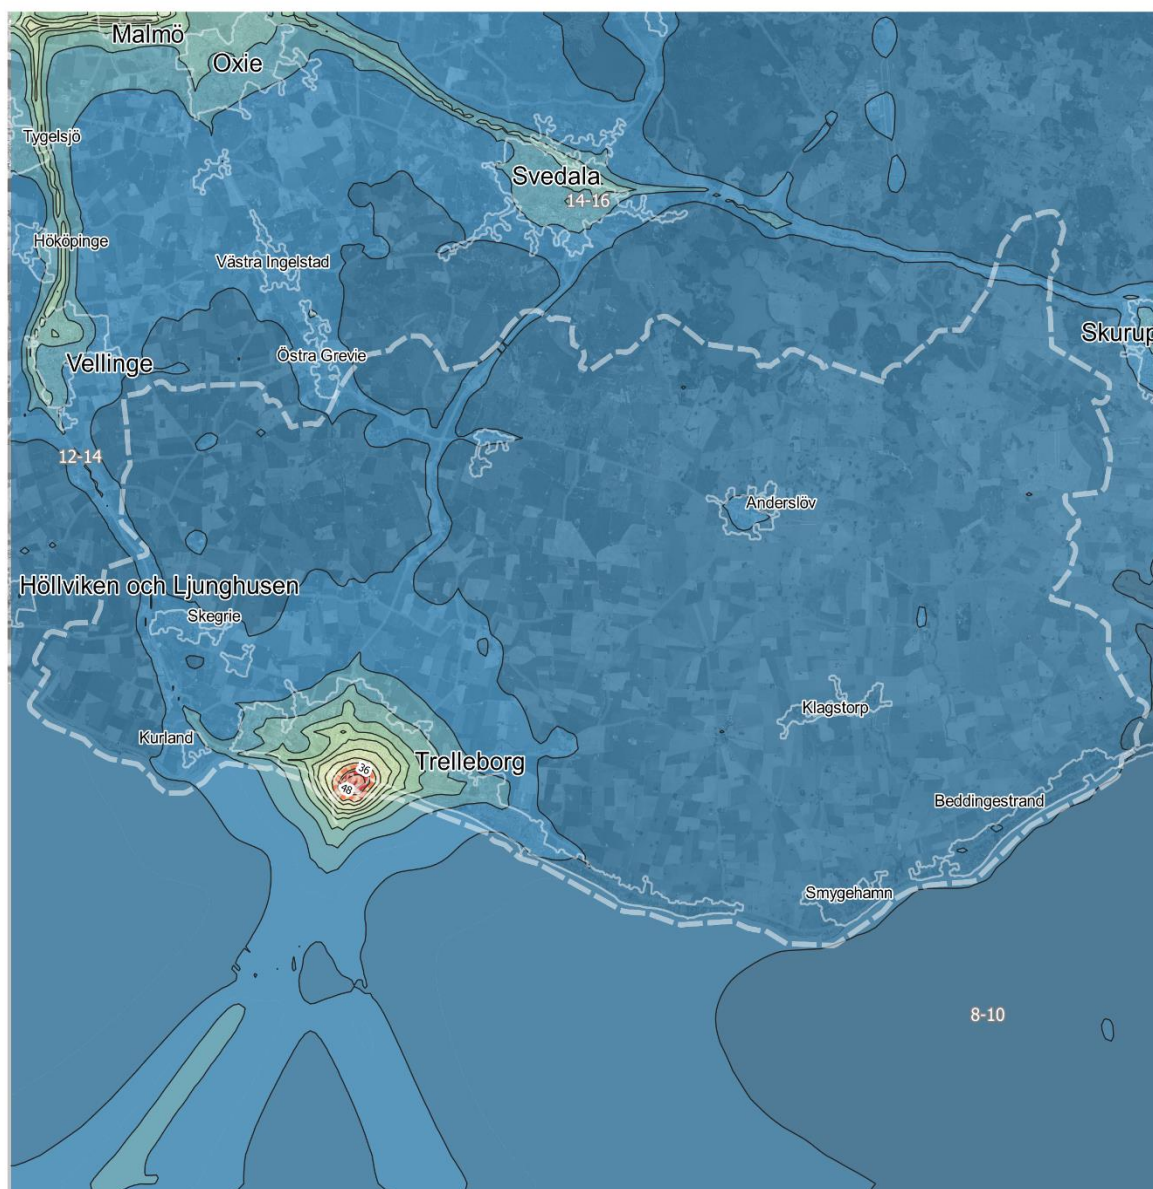 Malmö
Oxie
Tygelsjö
Svedala
14-16
Hököpinge
Västra Ingelstad
Skurup
Östra Grevie
Vellinge
12-14
Anderslöv
Höllviken och Ljunghusen
Skegrie
Klagstorp
Kurland
Trelleborg
36
48
Beddingestrand
Smygehamn
8-10